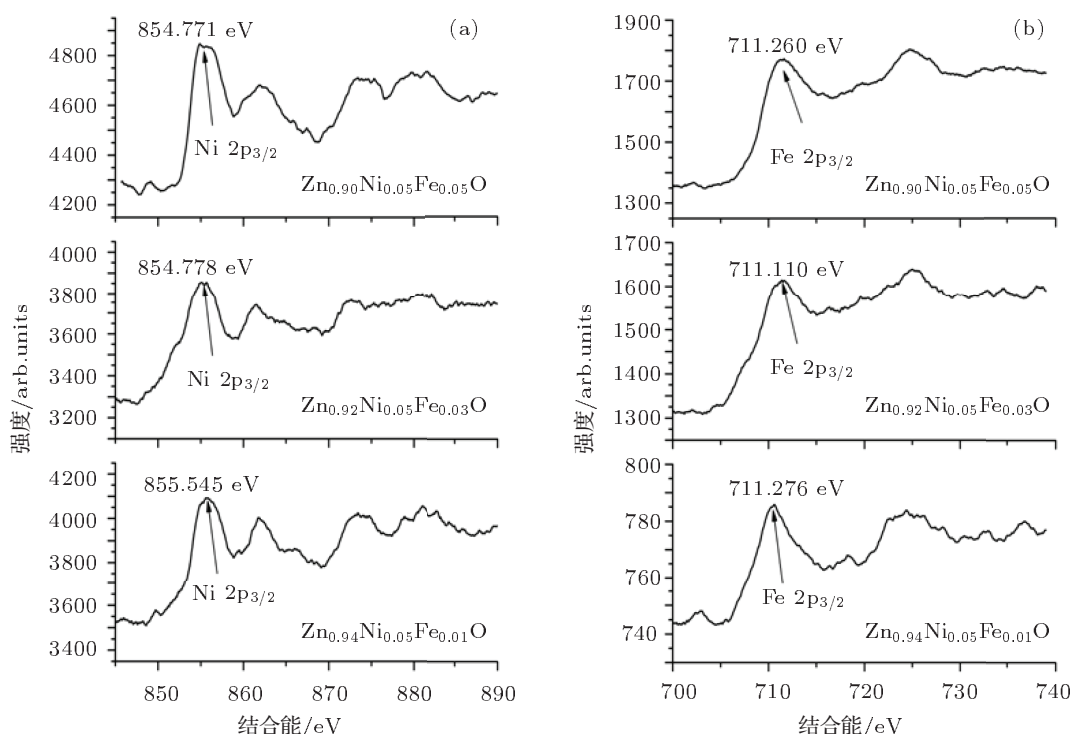 (a)
854.771 eV
4800
4600
4400
4200
Ni 2p3/2
Zn0.90Ni0.05Fe0.05O
854.778 eV
4000
3800
3600
3400
3200
Ni 2p3/2
Zn0.92Ni0.05Fe0.03O
强度/arb.units
855.545 eV
4200
4000
3800
3600
3400
Ni 2p3/2
Zn0.94Ni0.05Fe0.01O
850 860 870 880 890
结合能/eV
(b)
711.260 eV
1900
1700
1500
1300
Fe 2p3/2
Zn0.90Ni0.05Fe0.05O
711.110 eV
1700
1600
1500
1400
1300
Fe 2p3/2
Zn0.92Ni0.05Fe0.03O
强度/arb.units
711.276 eV
800
780
760
740
Fe 2p3/2
Zn0.94Ni0.05Fe0.01O
700 710 720 730 740
结合能/eV